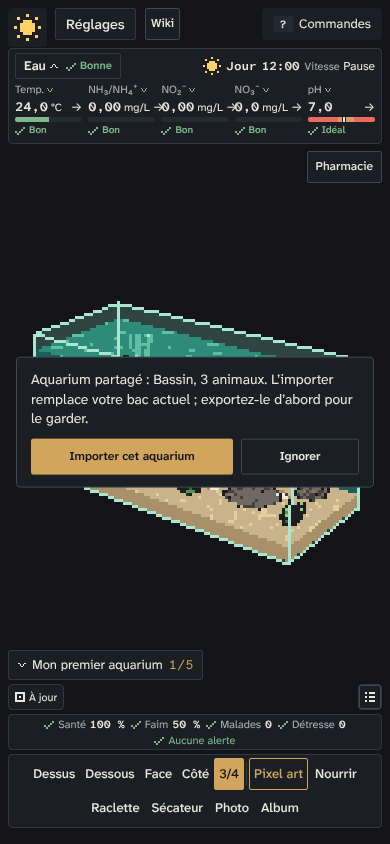 Réglages Wiki ? Commandes
Eau Bonne Jour 12:00 Vitesse Pause
Temp. NH₃/NH₄⁺ NO₂⁻ NO₃⁻ pH
24,0 °C → 0,00 mg/L → 0,00 mg/L → 0,0 mg/L → 7,0 →
Bon Bon Bon Bon Idéal
Pharmacie
Aquarium partagé : Bassin, 3 animaux. L'importer
remplace votre bac actuel ; exportez-le d'abord pour
le garder.
Importer cet aquarium Ignorer
Mon premier aquarium 1/5
À jour
Santé 100 % Faim 50 % Malades 0 Détresse 0
Aucune alerte
Dessus Dessous Face Côté 3/4 Pixel art Nourrir
Raclette Sécateur Photo Album